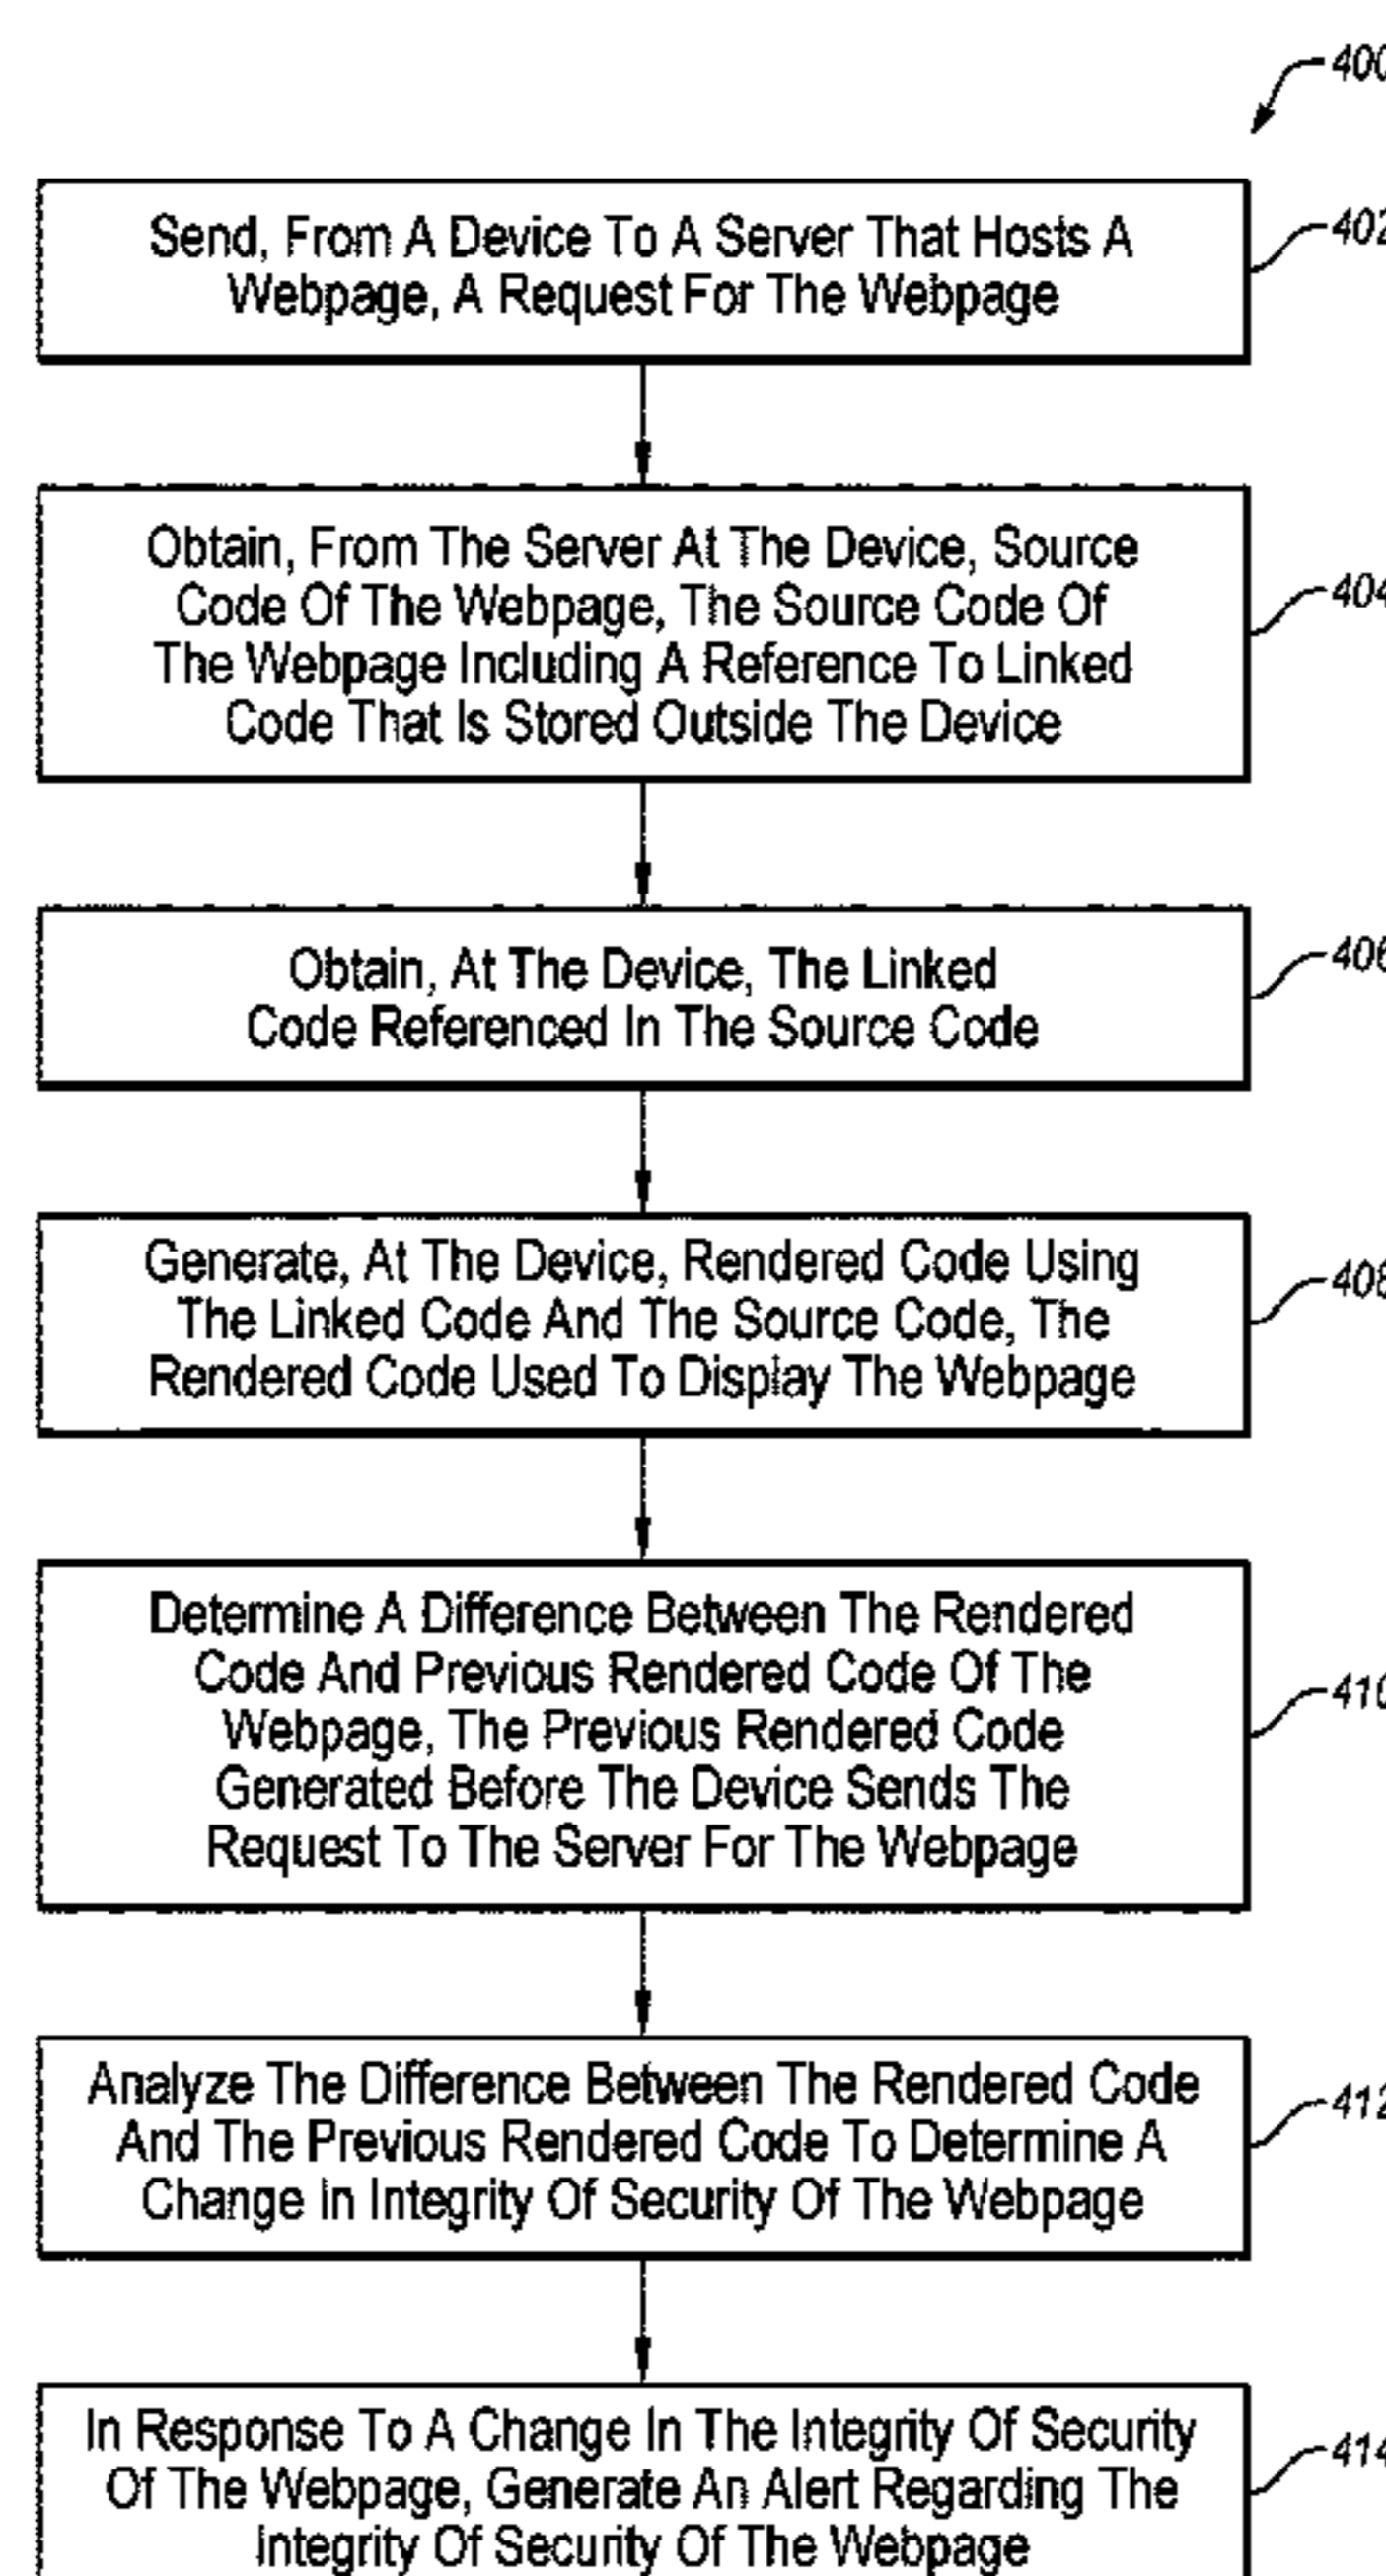 400
Send, From A Device To A Server That Hosts A
Webpage, A Request For The Webpage
402
Obtain, From The Server At The Device, Source
Code Of The Webpage, The Source Code Of
The Webpage Including A Reference To Linked
Code That Is Stored Outside The Device
404
Obtain, At The Device, The Linked
Code Referenced In The Source Code
406
Generate, At The Device, Rendered Code Using
The Linked Code And The Source Code, The
Rendered Code Used To Display The Webpage
408
Determine A Difference Between The Rendered
Code And Previous Rendered Code Of The
Webpage, The Previous Rendered Code
Generated Before The Device Sends The
Request To The Server For The Webpage
410
Analyze The Difference Between The Rendered Code
And The Previous Rendered Code To Determine A
Change In Integrity Of Security Of The Webpage
412
In Response To A Change In The Integrity Of Security
Of The Webpage, Generate An Alert Regarding The
Integrity Of Security Of The Webpage
414